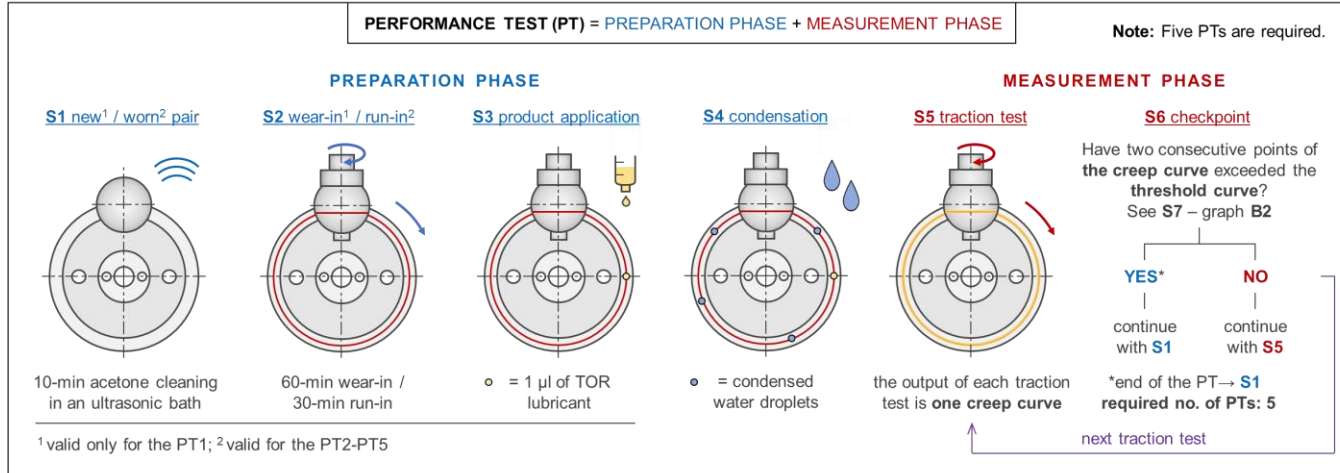 PERFORMANCE TEST (PT) = PREPARATION PHASE + MEASUREMENT PHASE
Note: Five PTs are required.
PREPARATION PHASE
MEASUREMENT PHASE
S1 new¹ / worn² pair
S2 wear-in¹ / run-in²
S3 product application
S4 condensation
S5 traction test
S6 checkpoint
Have two consecutive points of
the creep curve exceeded the
threshold curve?
See S7 – graph B2
YES*
NO
continue
with S1
continue
with S5
10-min acetone cleaning
in an ultrasonic bath
60-min wear-in /
30-min run-in
= 1 µl of TOR
lubricant
= condensed
water droplets
the output of each traction
test is one creep curve
*end of the PT→ S1
required no. of PTs: 5
next traction test
¹ valid only for the PT1; ² valid for the PT2-PT5